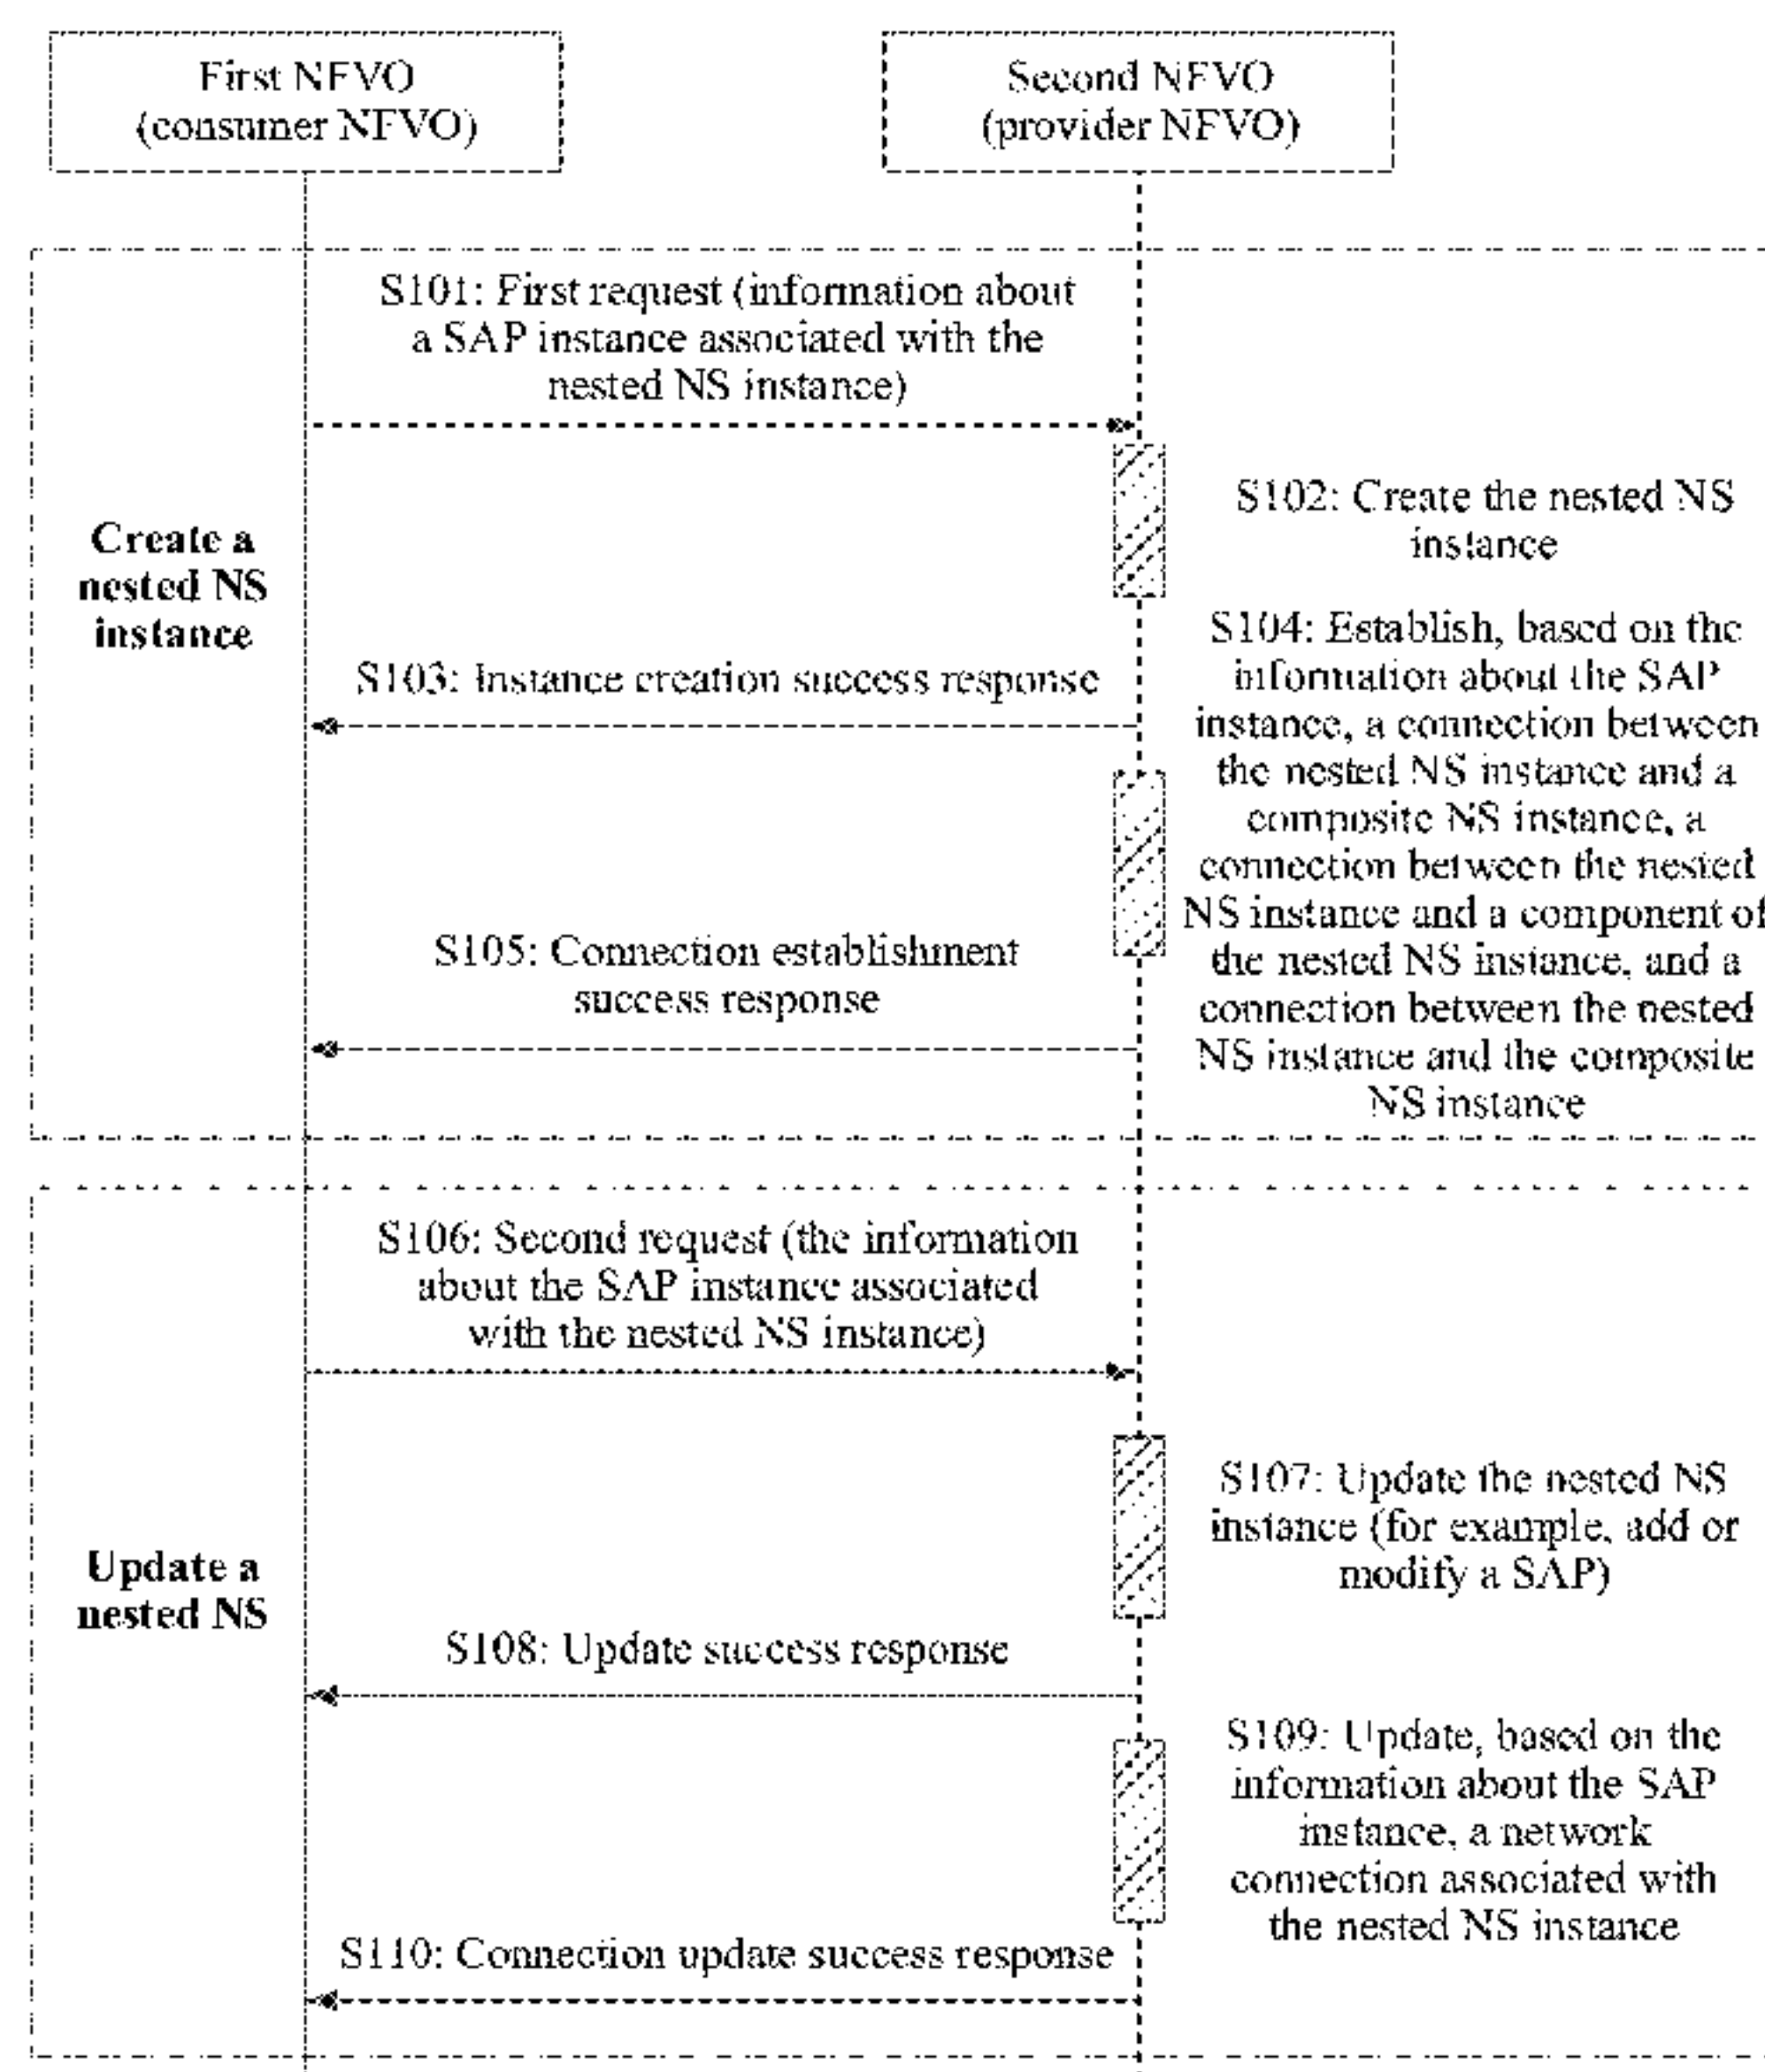 First NFVO
(consumer NFVO)
Second NFVO
(provider NFVO)
S101: First request (information about
a SAP instance associated with the
nested NS instance)
Create a
nested NS
instance
S102: Create the nested NS
instance
S103: Instance creation success response
S104: Establish, based on the
information about the SAP
instance, a connection between
the nested NS instance and a
composite NS instance, a
connection between the nested
NS instance and a component of
the nested NS instance, and a
connection between the nested
NS instance and the composite
NS instance
S105: Connection establishment
success response
S106: Second request (the information
about the SAP instance associated
with the nested NS instance)
Update a
nested NS
S107: Update the nested NS
instance (for example, add or
modify a SAP)
S108: Update success response
S109: Update, based on the
information about the SAP
instance, a network
connection associated with
the nested NS instance
S110: Connection update success response